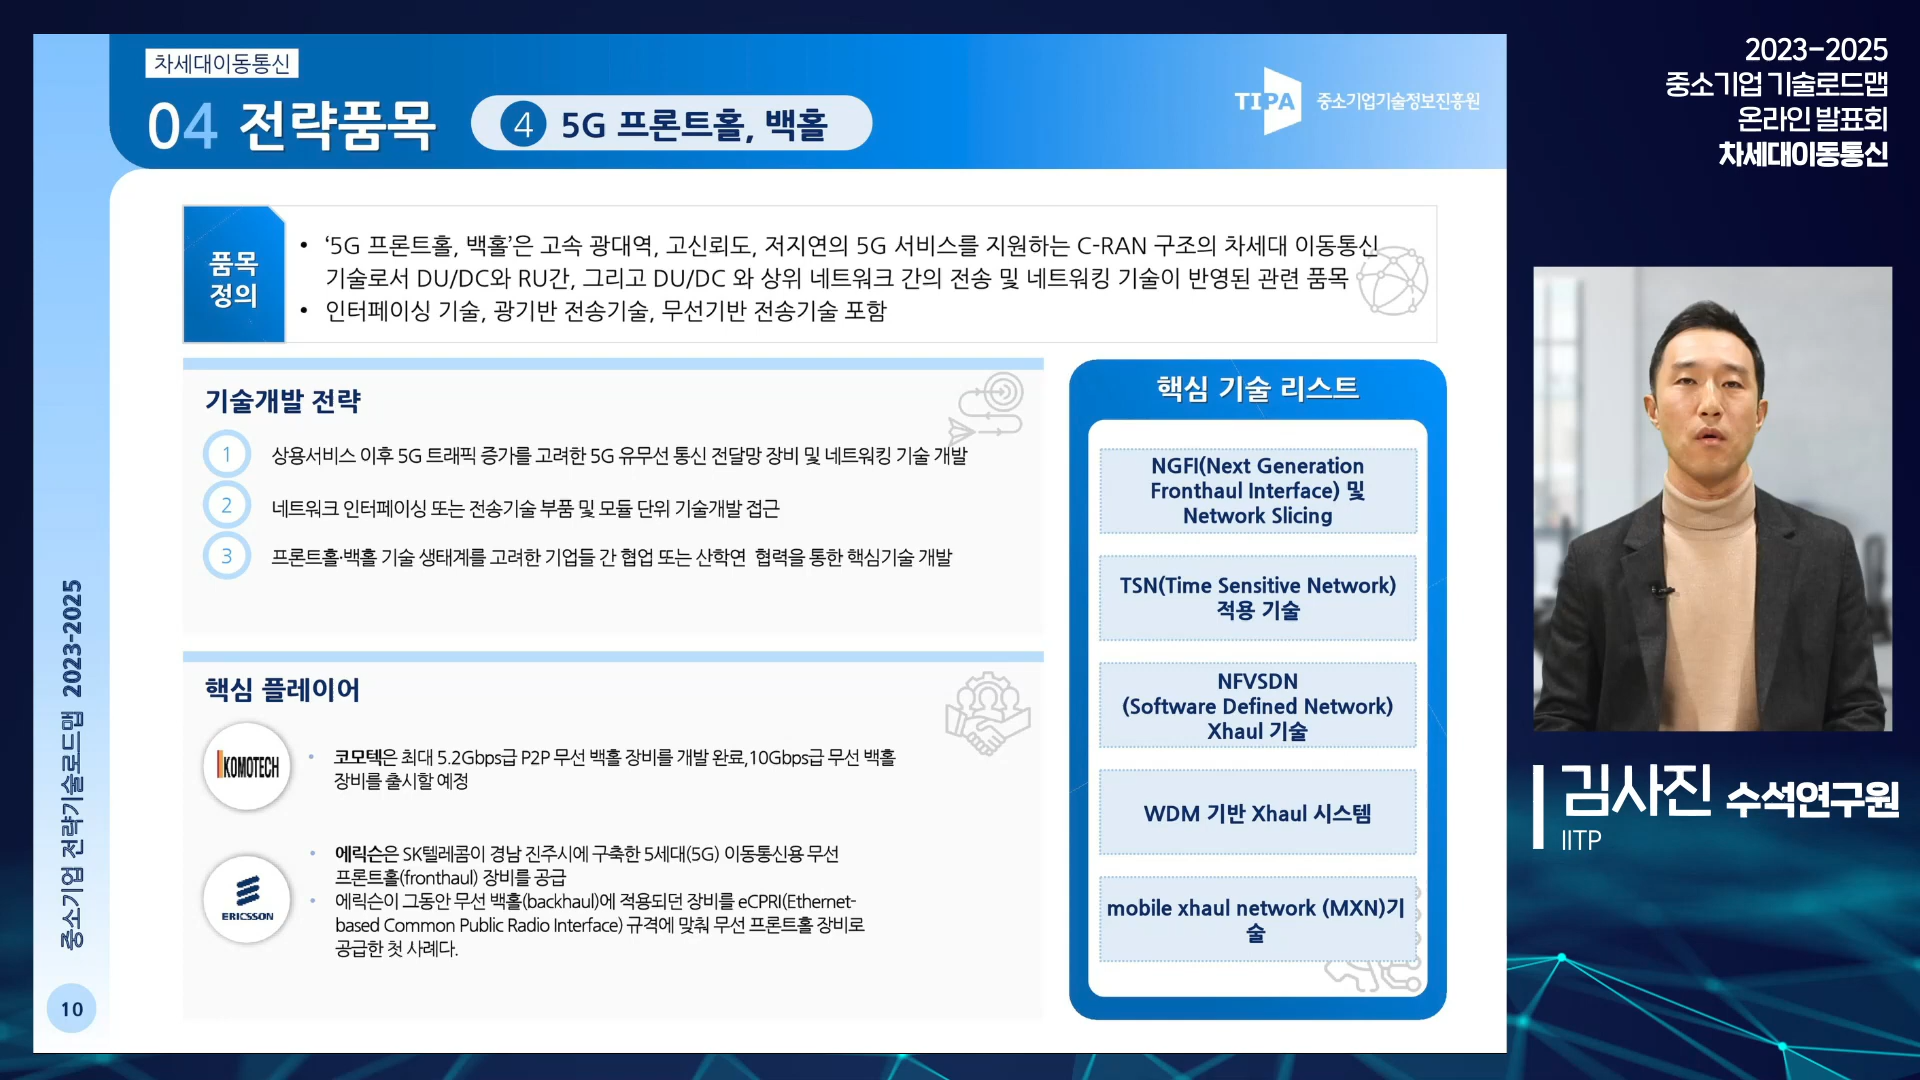 차세대이동통신
04 전략품목
4 5G 프론트홀, 백홀
TIPA 중소기업기술정보진흥원
2023-2025
중소기업 기술로드맵
온라인 발표회
차세대이동통신
품목
정의
• ‘5G 프론트홀, 백홀’은 고속 광대역, 고신뢰도, 저지연의 5G 서비스를 지원하는 C-RAN 구조의 차세대 이동통신
기술로서 DU/DC와 RU간, 그리고 DU/DC 와 상위 네트워크 간의 전송 및 네트워킹 기술이 반영된 관련 품목
• 인터페이싱 기술, 광기반 전송기술, 무선기반 전송기술 포함
기술개발 전략
1 상용서비스 이후 5G 트래픽 증가를 고려한 5G 유무선 통신 전달망 장비 및 네트워킹 기술 개발
2 네트워크 인터페이싱 또는 전송기술 부품 및 모듈 단위 기술개발 접근
3 프론트홀·백홀 기술 생태계를 고려한 기업들 간 협업 또는 산학연 협력을 통한 핵심기술 개발
핵심 플레이어
KOMOTECH
• 코모텍은 최대 5.2Gbps급 P2P 무선 백홀 장비를 개발 완료,10Gbps급 무선 백홀
장비를 출시할 예정
ERICSSON
• 에릭슨은 SK텔레콤이 경남 진주시에 구축한 5세대(5G) 이동통신용 무선
프론트홀(fronthaul) 장비를 공급
• 에릭슨이 그동안 무선 백홀(backhaul)에 적용되던 장비를 eCPRI(Ethernet-
based Common Public Radio Interface) 규격에 맞춰 무선 프론트홀 장비로
공급한 첫 사례다.
핵심 기술 리스트
NGFI(Next Generation
Fronthaul Interface) 및
Network Slicing
TSN(Time Sensitive Network)
적용 기술
NFVSDN
(Software Defined Network)
Xhaul 기술
WDM 기반 Xhaul 시스템
mobile xhaul network (MXN)기
술
김사진 수석연구원
IITP
중소기업 전략기술로드맵 2023-2025
10